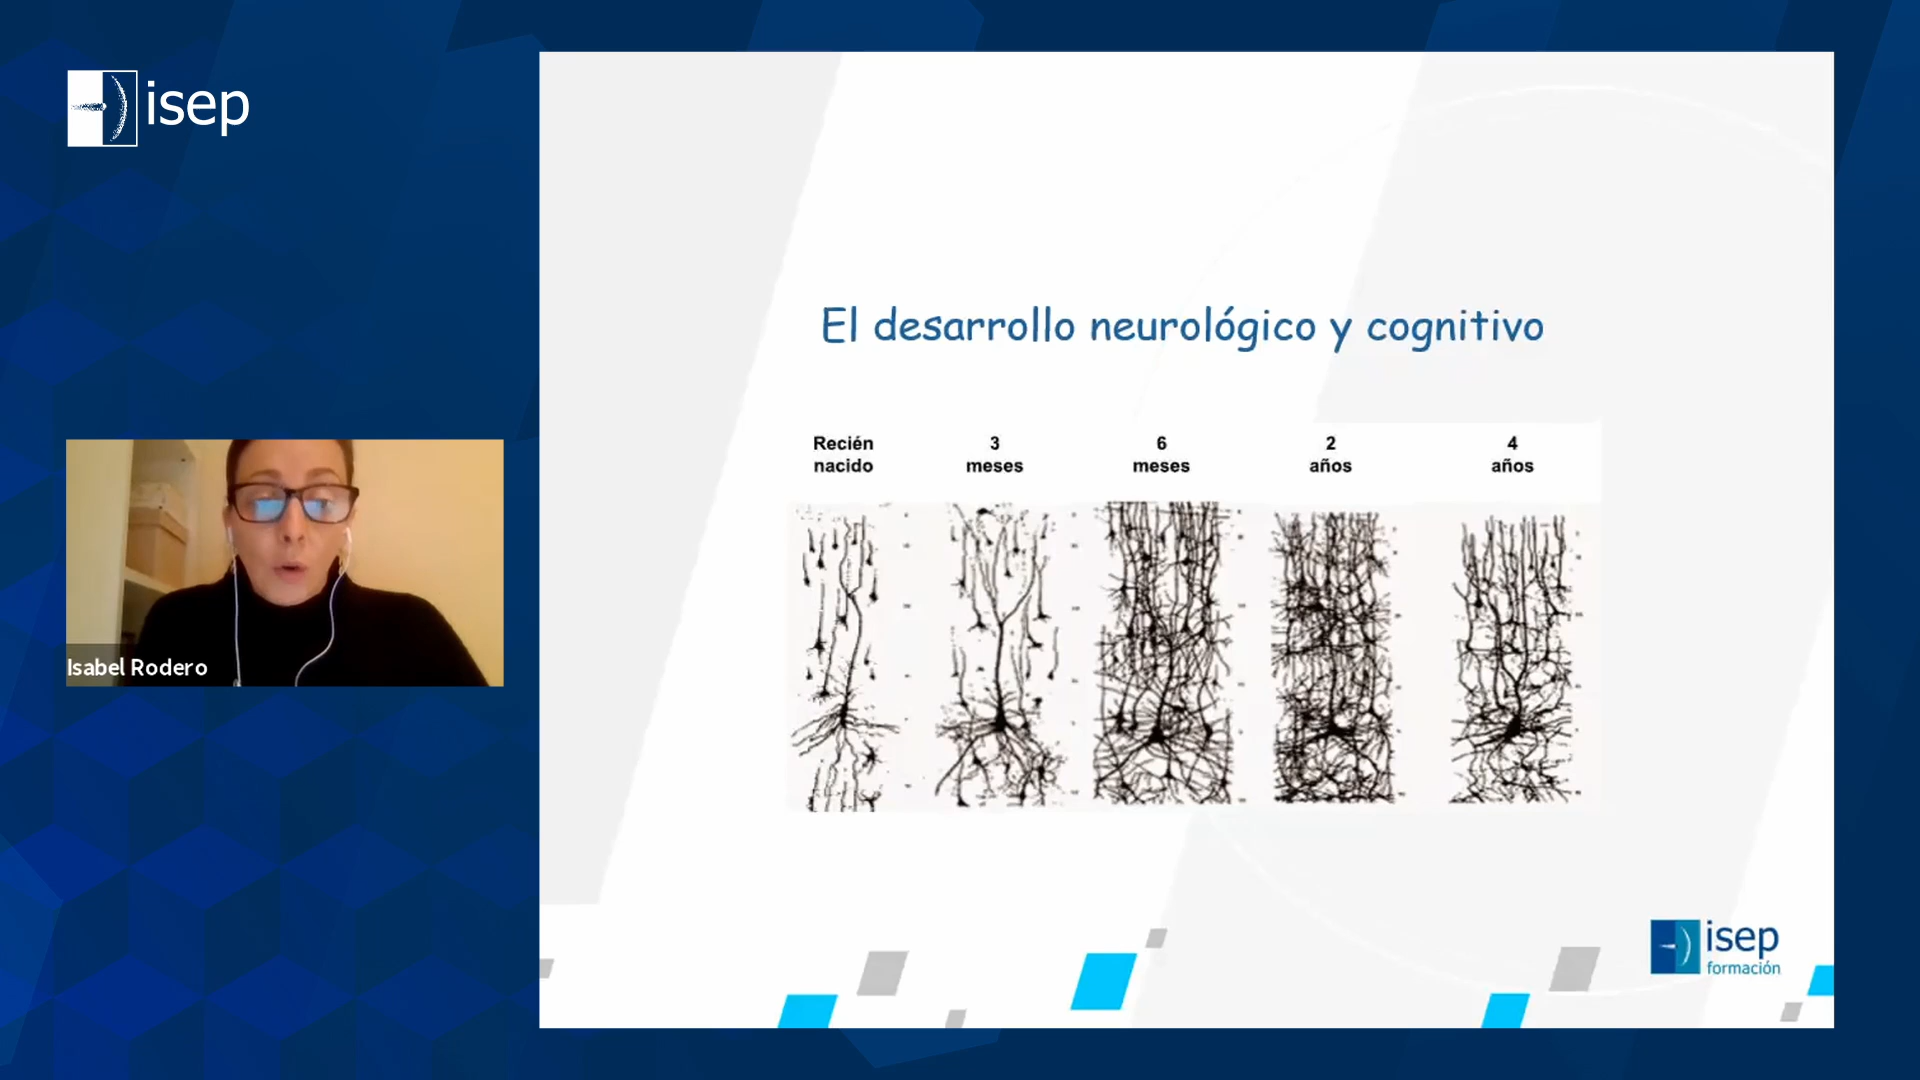 isep
El desarrollo neurológico y cognitivo
Recién
nacido
3
meses
6
meses
2
años
4
años
Isabel Rodero
isep
formación